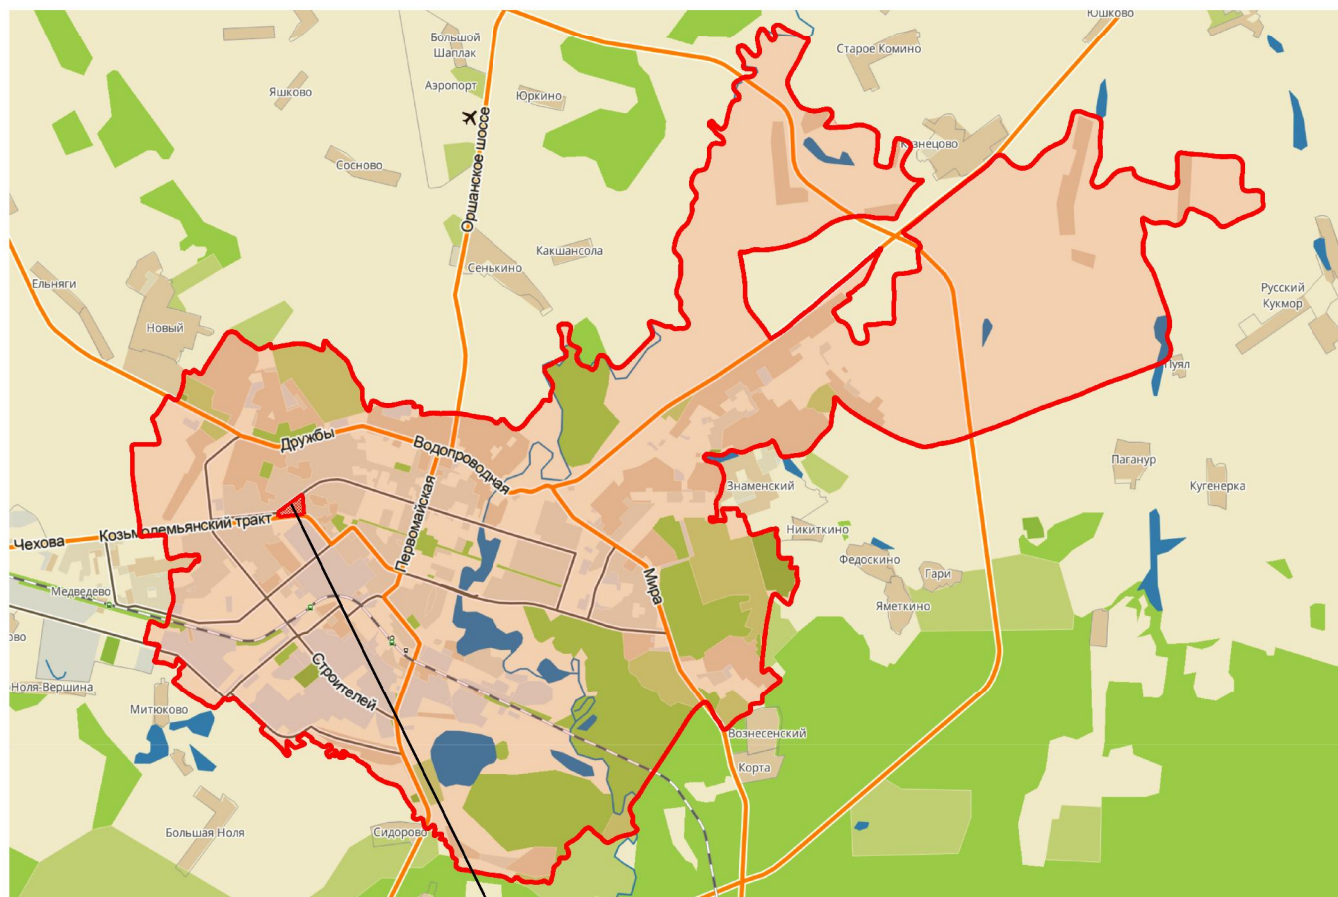 Юшково
Большой
Шаплак
Старое Комино
Аэропорт
Яшково
Юркино
Кузнецово
Сосново
Оршанское шоссе
Какшансола
Сенькино
Ельняги
Русский
Кукмор
Новый
Пуял
Дружбы
Водопроводная
Паганур
Знаменский
Кугенерка
Первомайская
Козьмодемьянский тракт
Чехова
Никиткино
Федоскино
Гари
Мира
Медведево
Яметкино
ово
Строителей
Ноля-Вершина
Митюково
Вознесенский
Корта
Большая Ноля
Сидорово